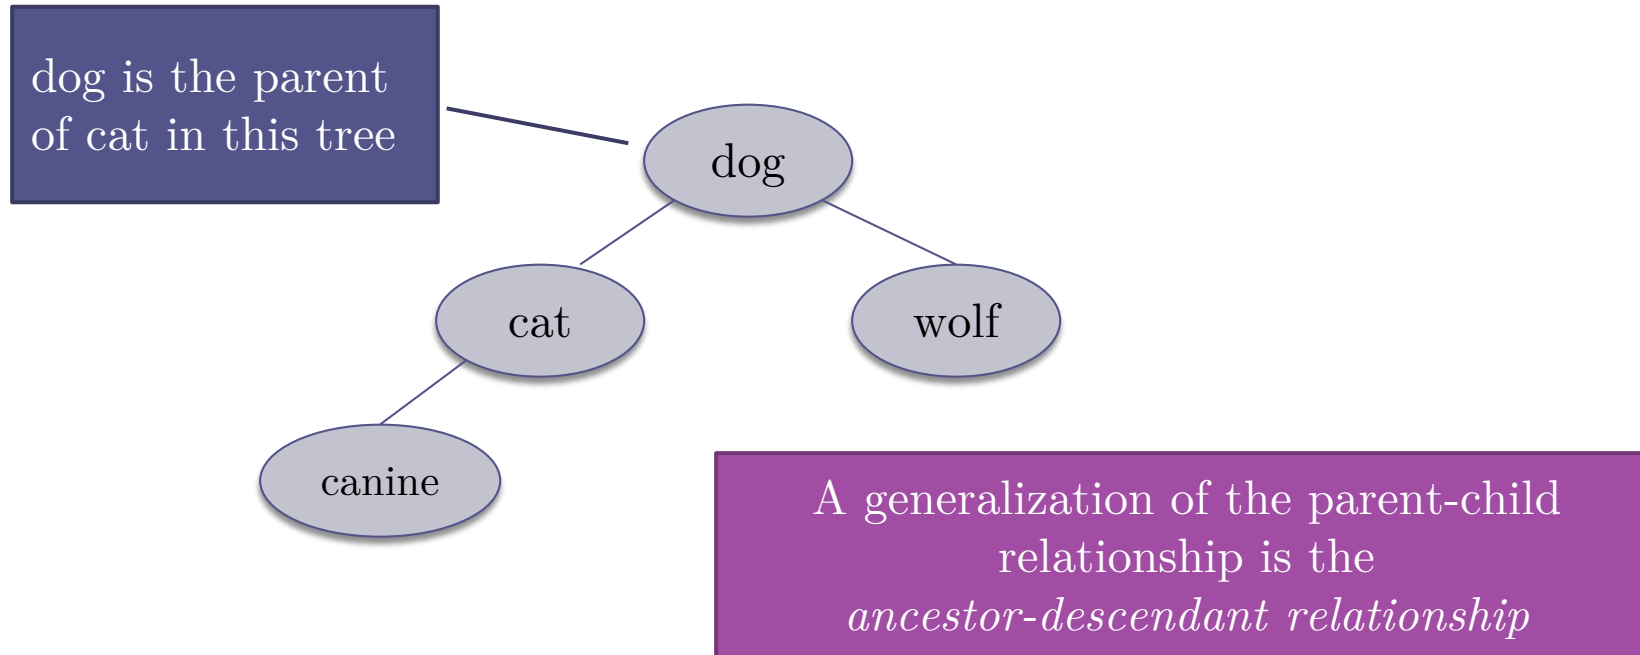 dog is the parent
of cat in this tree
dog
cat
wolf
canine
A generalization of the parent-child
relationship is the
ancestor-descendant relationship